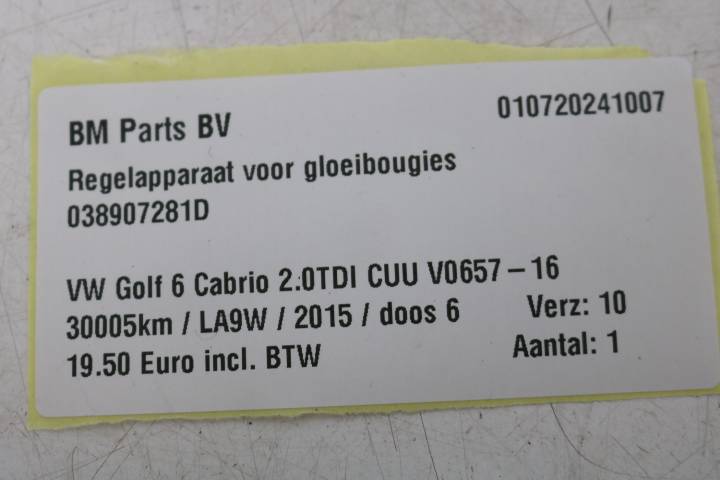 BM Parts BV 010720241007
Regelapparaat voor gloeibougies
038907281D
VW Golf 6 Cabrio 2.0TDI CUU V0657-16
30005km / LA9W / 2015 / doos 6 Verz: 10
19.50 Euro incl. BTW Aantal: 1